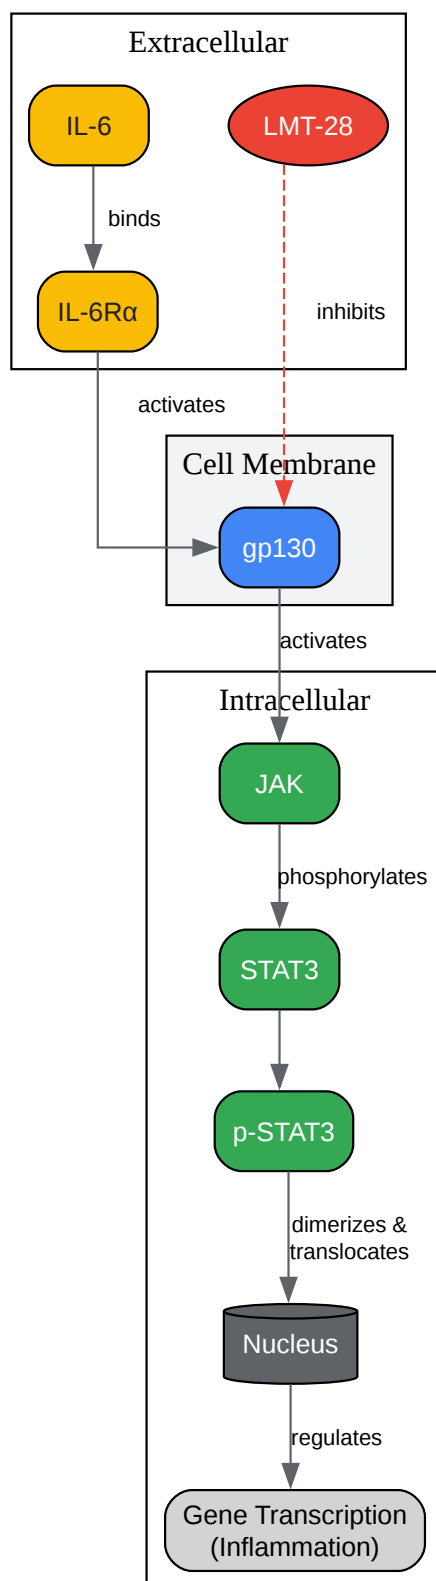 Extracellular
IL-6
LMT-28
binds
IL-6Rα
inhibits
activates
Cell Membrane
gp130
activates
Intracellular
JAK
phosphorylates
STAT3
p-STAT3
dimerizes &
translocates
Nucleus
regulates
Gene Transcription
(Inflammation)